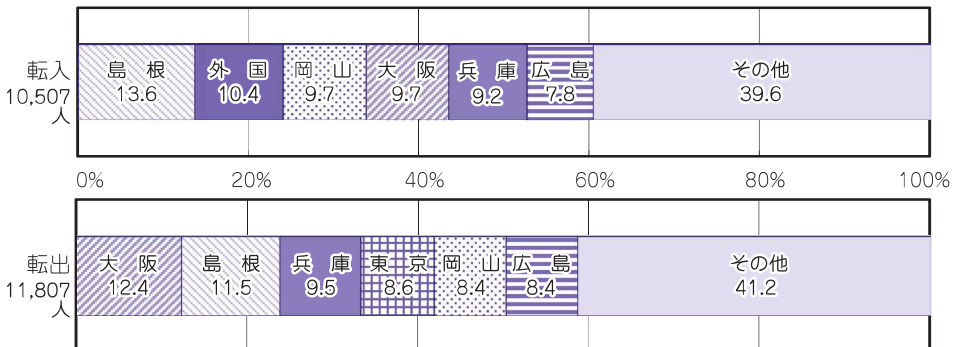 島根 外国 岡山 大阪 兵庫 広島 その他
13.6 10.4 9.7 9.7 9.2 7.8 39.6
転入
10,507
人
0% 20% 40% 60% 80% 100%
大阪 島根 兵庫 東京 岡山 広島 その他
12.4 11.5 9.5 8.6 8.4 8.4 41.2
転出
11,807
人